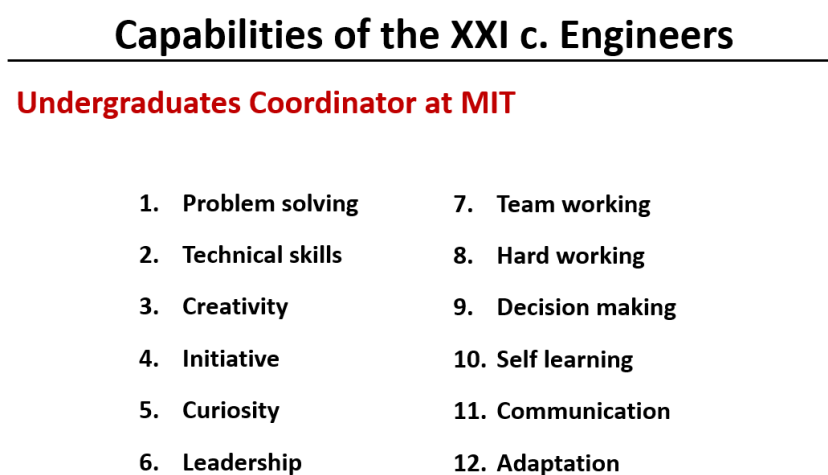 Capabilities of the XXI c. Engineers
Undergraduates Coordinator at MIT
1. Problem solving
2. Technical skills
3. Creativity
4. Initiative
5. Curiosity
6. Leadership
7. Team working
8. Hard working
9. Decision making
10. Self learning
11. Communication
12. Adaptation